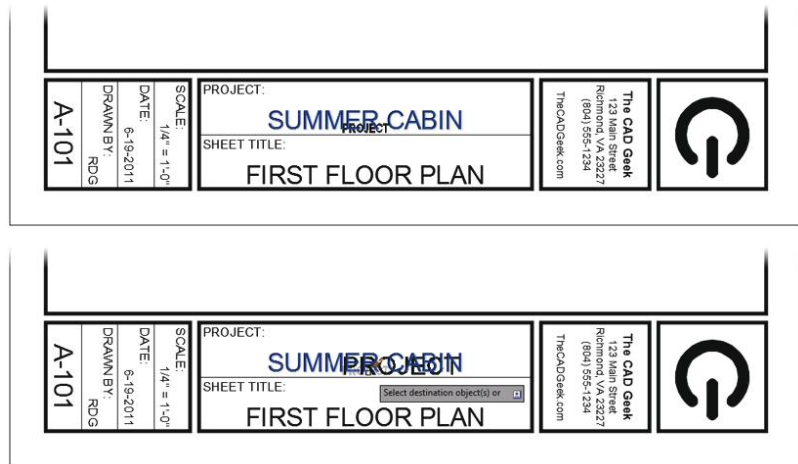 A-101
DRAWN BY:
RDG
DATE:
6-19-2011
SCALE:
1/4" = 1'-0"
PROJECT:
SUMMER CABIN
PROJECT
SHEET TITLE:
FIRST FLOOR PLAN
The CAD Geek
123 Main Street
Richmond, VA 23227
(804) 555-1234
TheCADGeek.com
A-101
DRAWN BY:
RDG
DATE:
6-19-2011
SCALE:
1/4" = 1'-0"
PROJECT:
SUMMER CABIN
PROJECT
SHEET TITLE:
Select destination object(s) or
FIRST FLOOR PLAN
The CAD Geek
123 Main Street
Richmond, VA 23227
(804) 555-1234
TheCADGeek.com